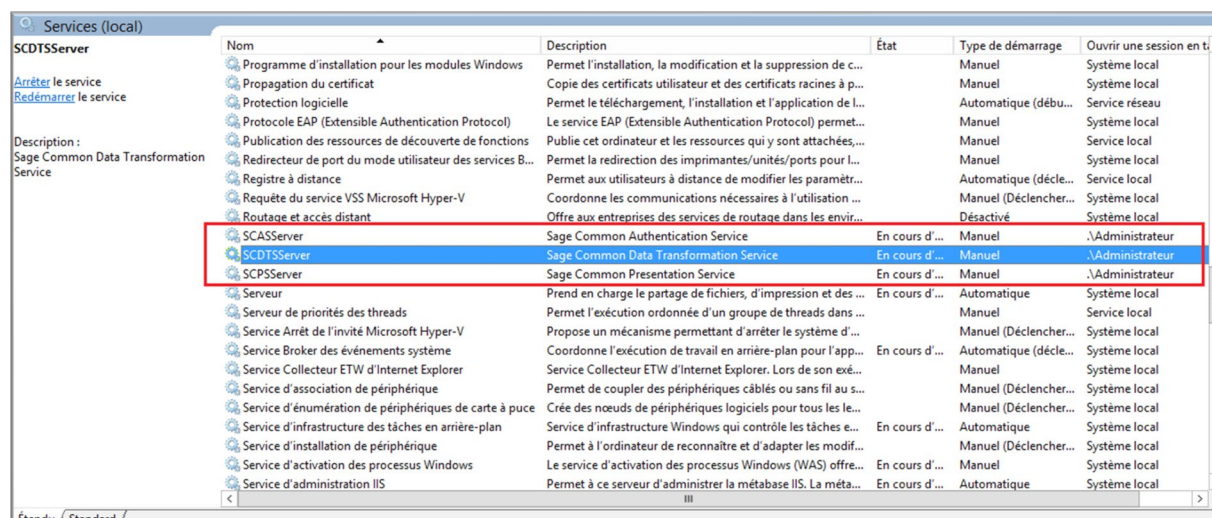 Services (local)
SCDTSServer
Arrêter le service
Redémarrer le service
Description :
Sage Common Data Transformation
Service
Nom Description État Type de démarrage Ouvrir une session en ta
Programme d'installation pour les modules Windows Permet l'installation, la modification et la suppression de c... Manuel Système local
Propagation du certificat Copie des certificats utilisateur et des certificats racines à p... Manuel Système local
Protection logicielle Permet le téléchargement, l'installation et l'application de l... Automatique (débu... Service réseau
Protocole EAP (Extensible Authentication Protocol) Le service EAP (Extensible Authentication Protocol) permet... Manuel Système local
Publication des ressources de découverte de fonctions Publie cet ordinateur et les ressources qui y sont attachées,... Manuel Service local
Redirecteur de port du mode utilisateur des services B... Permet la redirection des imprimantes/unités/ports pour l... Manuel Système local
Registre à distance Permet aux utilisateurs à distance de modifier les paramètr... Automatique (décle... Service local
Requête du service VSS Microsoft Hyper-V Coordonne les communications nécessaires à l'utilisation ... Manuel (Déclencher... Système local
Routage et accès distant Offre aux entreprises des services de routage dans les envir... Désactivé Système local
SCASServer Sage Common Authentication Service En cours d'... Manuel .\Administrateur
SCDTSServer Sage Common Data Transformation Service En cours d'... Manuel .\Administrateur
SCPSServer Sage Common Presentation Service En cours d'... Manuel .\Administrateur
Serveur Prend en charge le partage de fichiers, d'impression et des ... En cours d'... Automatique Système local
Serveur de priorités des threads Permet l'exécution ordonnée d'un groupe de threads dans ... Manuel Service local
Service Arrêt de l'invité Microsoft Hyper-V Propose un mécanisme permettant d'arrêter le système d'... Manuel (Déclencher... Système local
Service Broker des événements système Coordonne l'exécution de travail en arrière-plan pour l'app... En cours d'... Automatique (décle... Système local
Service Collecteur ETW d'Internet Explorer Service Collecteur ETW d'Internet Explorer. Lors de son exé... Manuel Système local
Service d'association de périphérique Permet de coupler des périphériques câblés ou sans fil au s... Manuel (Déclencher... Système local
Service d'énumération de périphériques de carte à puce Crée des nœuds de périphériques logiciels pour tous les le... Manuel (Déclencher... Système local
Service d'infrastructure des tâches en arrière-plan Service d'infrastructure Windows qui contrôle les tâches e... En cours d'... Automatique Système local
Service d'installation de périphérique Permet à l'ordinateur de reconnaître et d'adapter les modif... Manuel (Déclencher... Système local
Service d'activation des processus Windows Le service d'activation des processus Windows (WAS) offre... En cours d'... Manuel Système local
Service d'administration IIS Permet à ce serveur d'administrer la métabase IIS. La méta... En cours d'... Automatique Système local
Étendu Standard